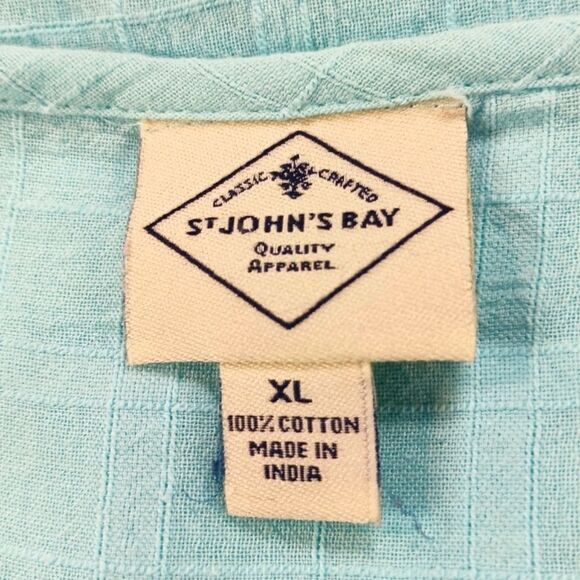 CLASSIC CRAFTED
ST JOHN'S BAY
QUALITY
APPAREL
XL
100% COTTON
MADE IN
INDIA